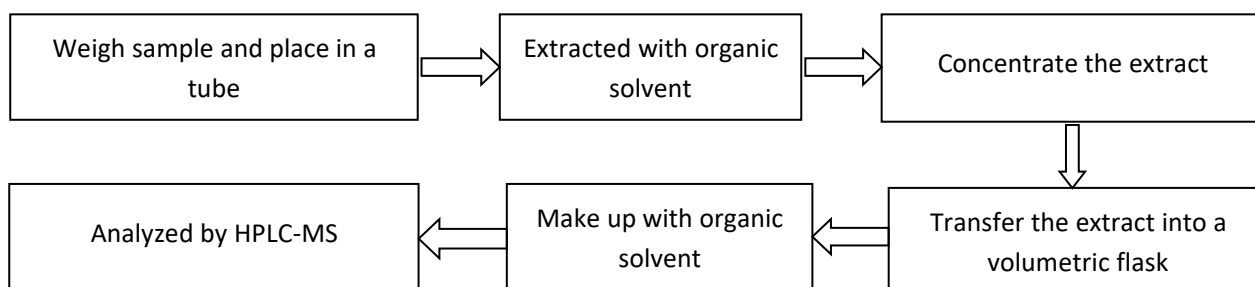 Weigh sample and place in a
tube
Extracted with organic
solvent
Concentrate the extract
Transfer the extract into a
volumetric flask
Make up with organic
solvent
Analyzed by HPLC-MS